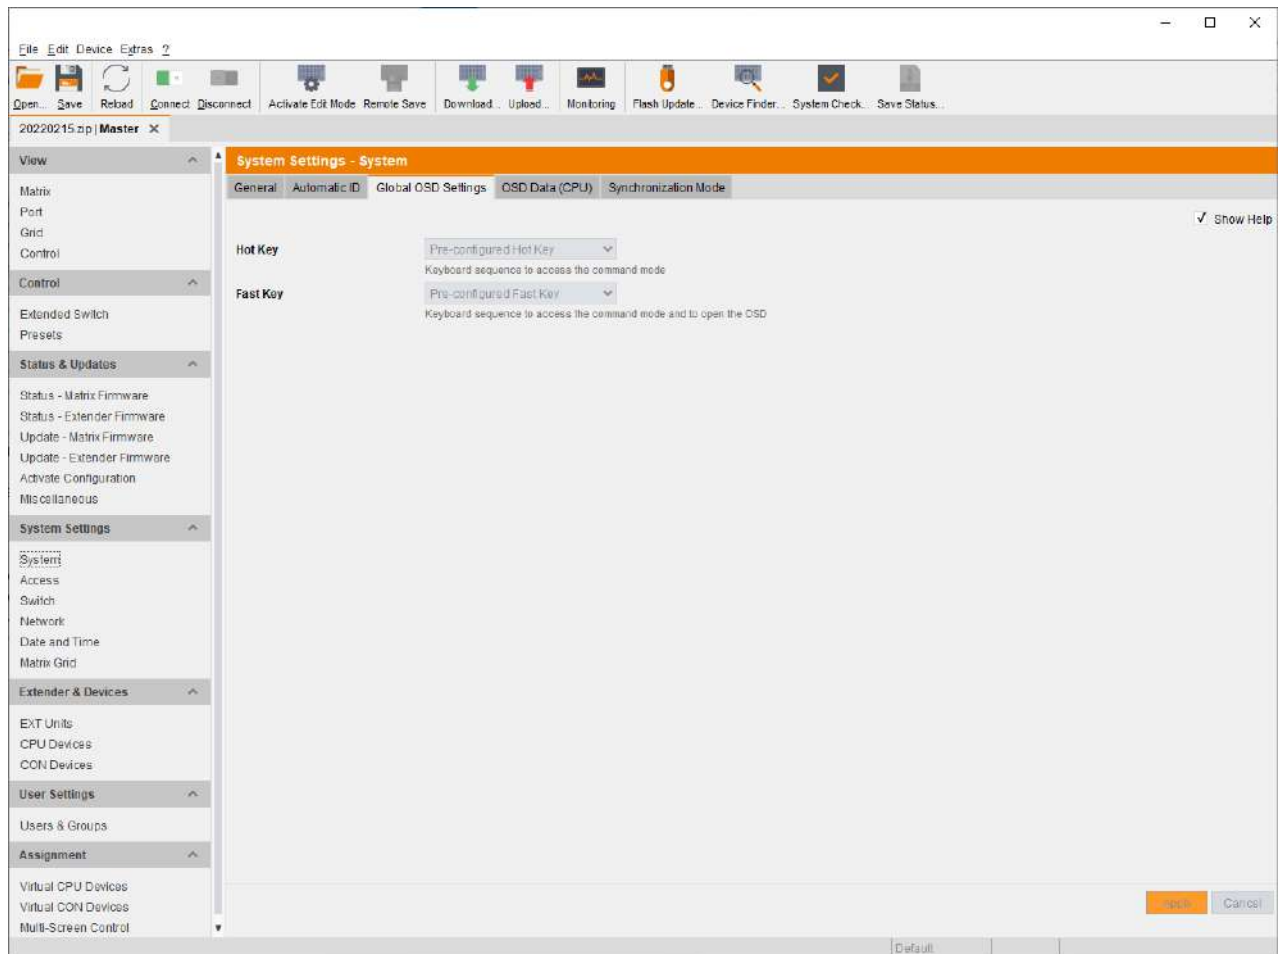 File Edit Device Extras ?
Open... Save Reload Connect Disconnect Activate Edit Mode Remote Save Download... Upload... Monitoring Flash Update... Device Finder... System Check... Save Status...
20220215.zip | Master
View
Matrix
Port
Grid
Control
Control
Extended Switch
Presets
Status & Updates
Status - Matrix Firmware
Status - Extender Firmware
Update - Matrix Firmware
Update - Extender Firmware
Activate Configuration
Miscellaneous
System Settings
System
Access
Switch
Network
Date and Time
Matrix Grid
Extender & Devices
EXT Units
CPU Devices
CON Devices
User Settings
Users & Groups
Assignment
Virtual CPU Devices
Virtual CON Devices
Multi-Screen Control
System Settings - System
General Automatic ID Global OSD Settings OSD Data (CPU) Synchronization Mode
Show Help
Hot Key Pre-configured Hot Key
Keyboard sequence to access the command mode
Fast Key Pre-configured Fast Key
Keyboard sequence to access the command mode and to open the OSD
Apply Cancel
Default